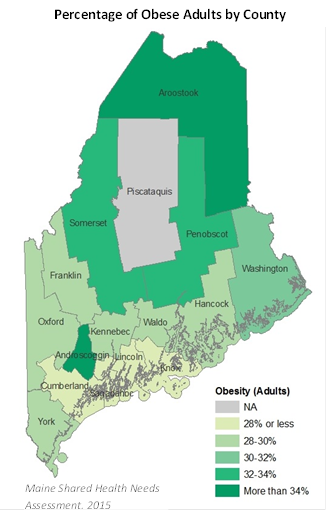 Percentage of Obese Adults by County
Aroostook
Piscataquis
Somerset
Penobscot
Washington
Franklin
Hancock
Oxford
Kennebec
Waldo
Androscoggin
Lincoln
Knox
Cumberland
Sagadahoc
York
Obesity (Adults)
NA
28% or less
28-30%
30-32%
32-34%
More than 34%
Maine Shared Health Needs
Assessment. 2015